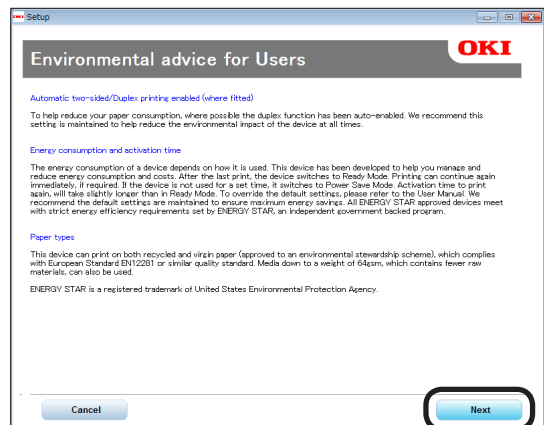 OKI Setup
OKI
Environmental advice for Users
Automatic two-sided/Duplex printing enabled (where fitted)
To help reduce your paper consumption, where possible the duplex function has been auto-enabled. We recommend this
setting is maintained to help reduce the environmental impact of the device at all times.
Energy consumption and activation time
The energy consumption of a device depends on how it is used. This device has been developed to help you manage and
reduce energy consumption and costs. After the last print, the device switches to Ready Mode. Printing can continue again
immediately, if required. If the device is not used for a set time, it switches to Power Save Mode. Activation time to print
again, will take slightly longer than in Ready Mode. To override the default settings, please refer to the User Manual. We
recommend the default settings are maintained to ensure maximum energy savings. All ENERGY STAR approved devices meet
with strict energy efficiency requirements set by ENERGY STAR, an independent government backed program.
Paper types
This device can print on both recycled and virgin paper (approved to an environmental stewardship scheme), which complies
with European Standard EN12281 or similar quality standard. Media down to a weight of 64gsm, which contains fewer raw
materials, can also be used.
ENERGY STAR is a registered trademark of United States Environmental Protection Agency.
Cancel
Next